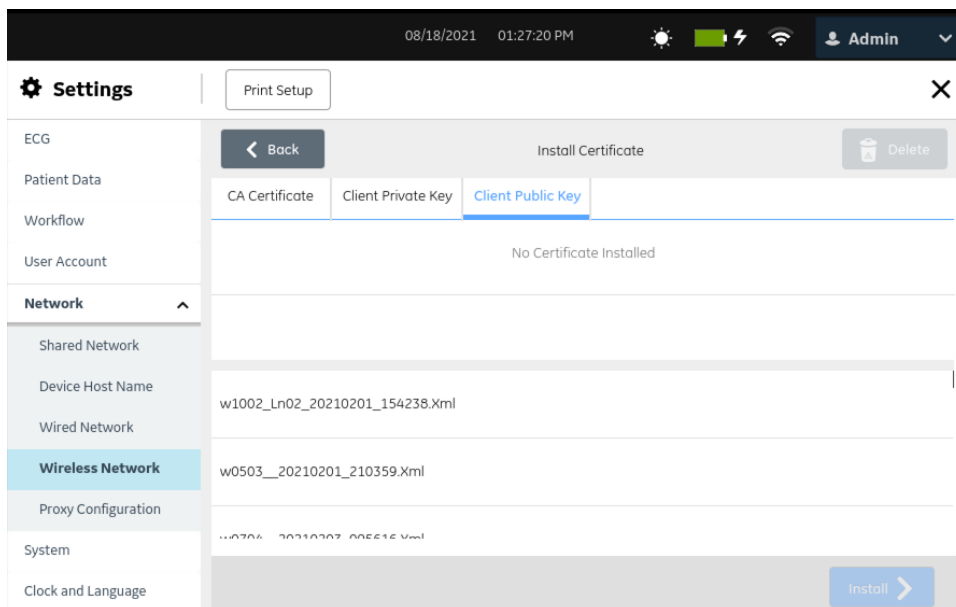 08/18/2021 01:27:20 PM Admin
Settings Print Setup
ECG
Patient Data
Workflow
User Account
Network
Shared Network
Device Host Name
Wired Network
Wireless Network
Proxy Configuration
System
Clock and Language
Back Install Certificate Delete
CA Certificate Client Private Key Client Public Key
No Certificate Installed
w1002_Ln02_20210201_154238.Xml
w0503__20210201_210359.Xml
Install